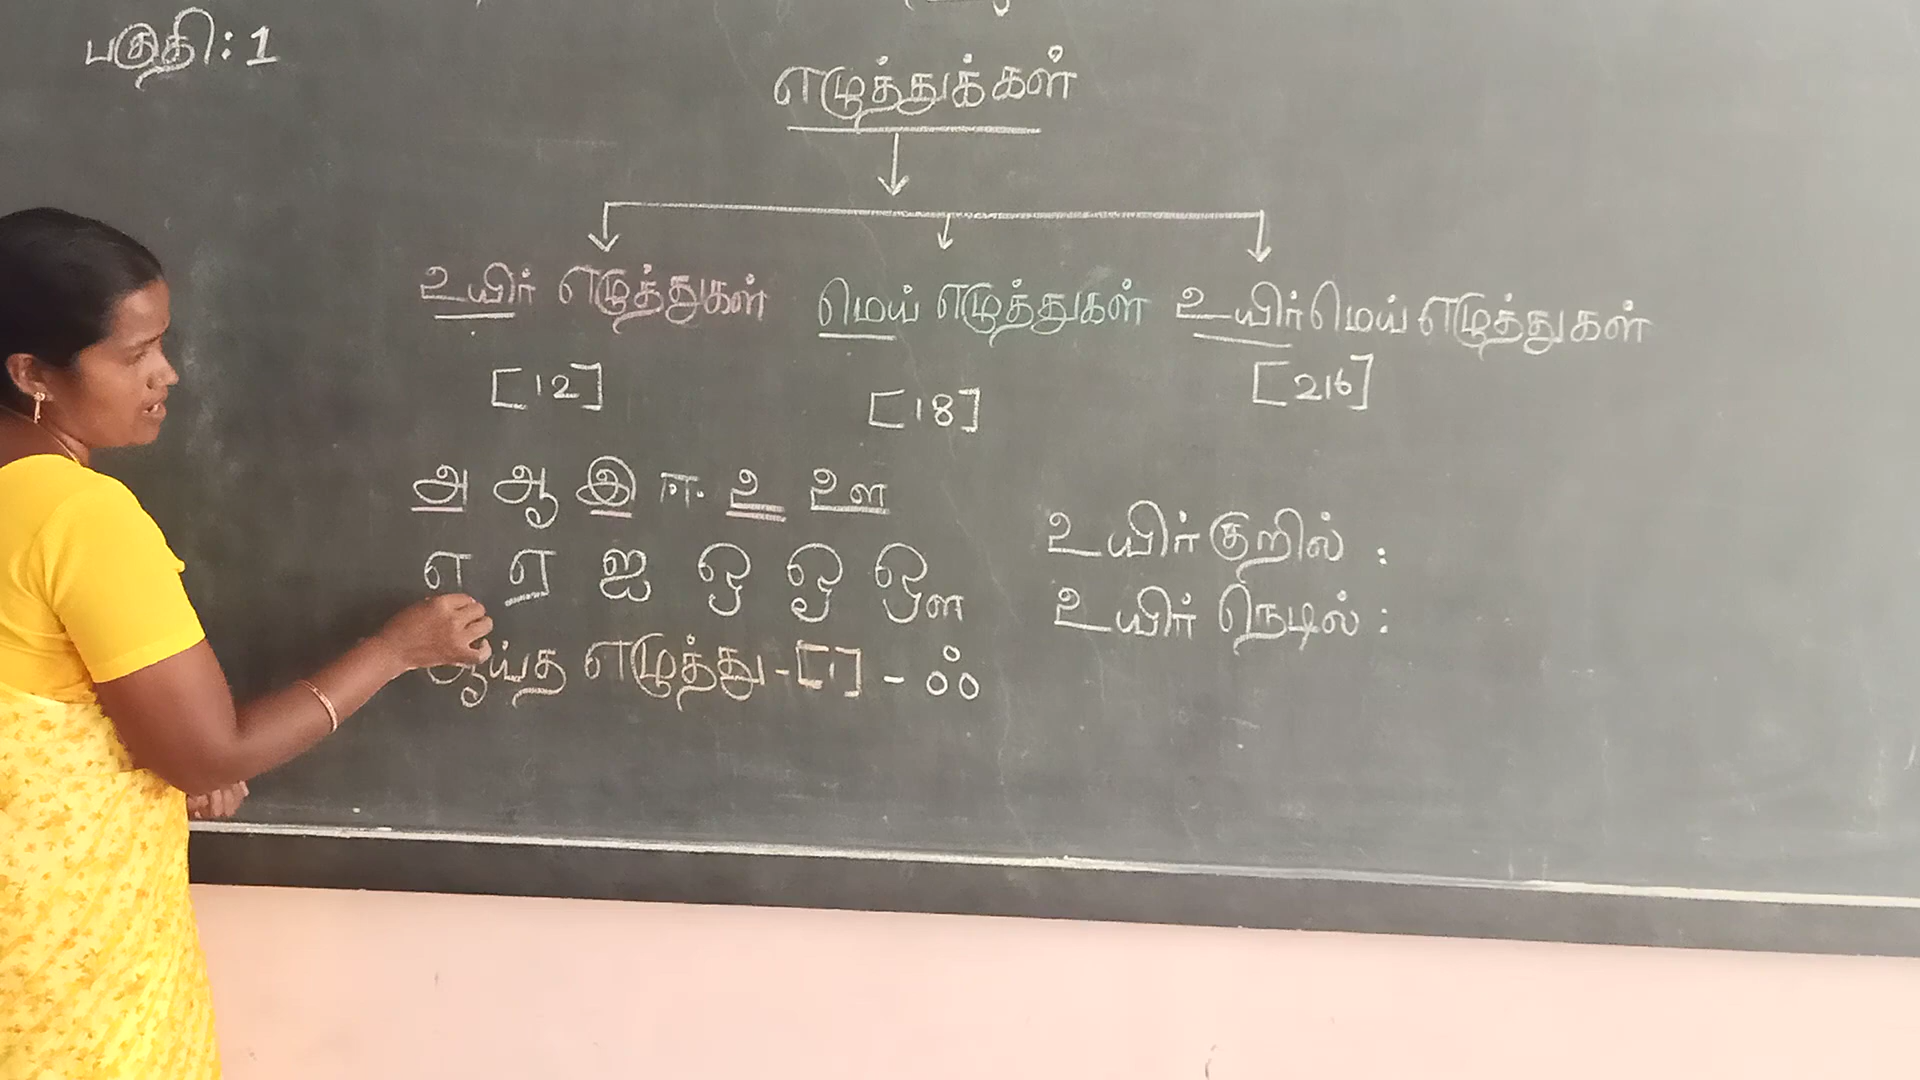 பகுதி: 1
எழுத்துக்கள்
உயிர் எழுத்துகள் மெய் எழுத்துகள் உயிர்மெய் எழுத்துகள்
[12] [18] [216]
அ ஆ இ ஈ உ ஊ
எ ஏ ஐ ஒ ஓ ஔ
ஆய்த எழுத்து - [1] - ஃ
உயிர் குறில் :
உயிர் நெடில் :